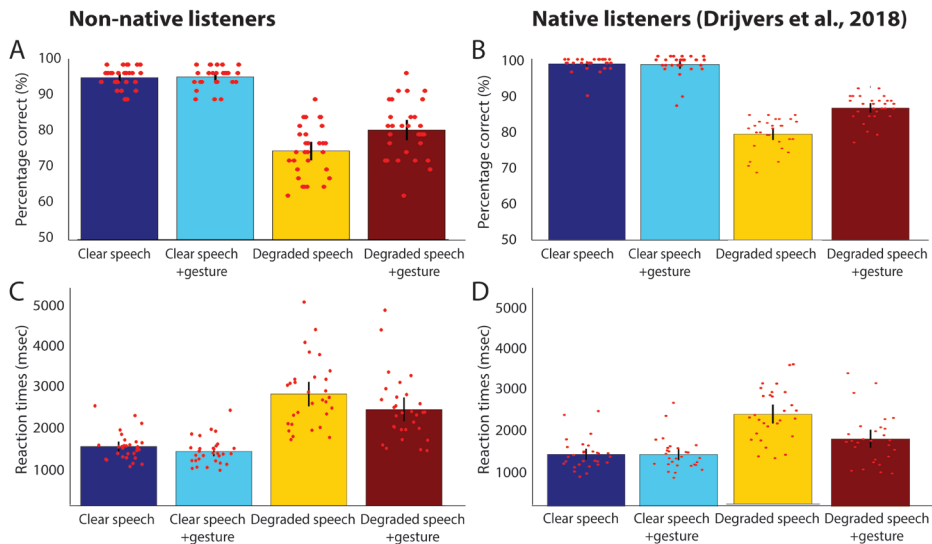 Non-native listeners
Native listeners (Drijvers et al., 2018)
A
Percentage correct (%)
100
90
80
70
60
50
Clear speech
Clear speech
+gesture
Degraded speech
Degraded speech
+gesture
B
Percentage correct (%)
100
90
80
70
60
50
Clear speech
Clear speech
+gesture
Degraded speech
Degraded speech
+gesture
C
Reaction times (msec)
5000
4000
3000
2000
1000
Clear speech
Clear speech
+gesture
Degraded speech
Degraded speech
+gesture
D
Reaction times (msec)
5000
4000
3000
2000
1000
Clear speech
Clear speech
+gesture
Degraded speech
Degraded speech
+gesture